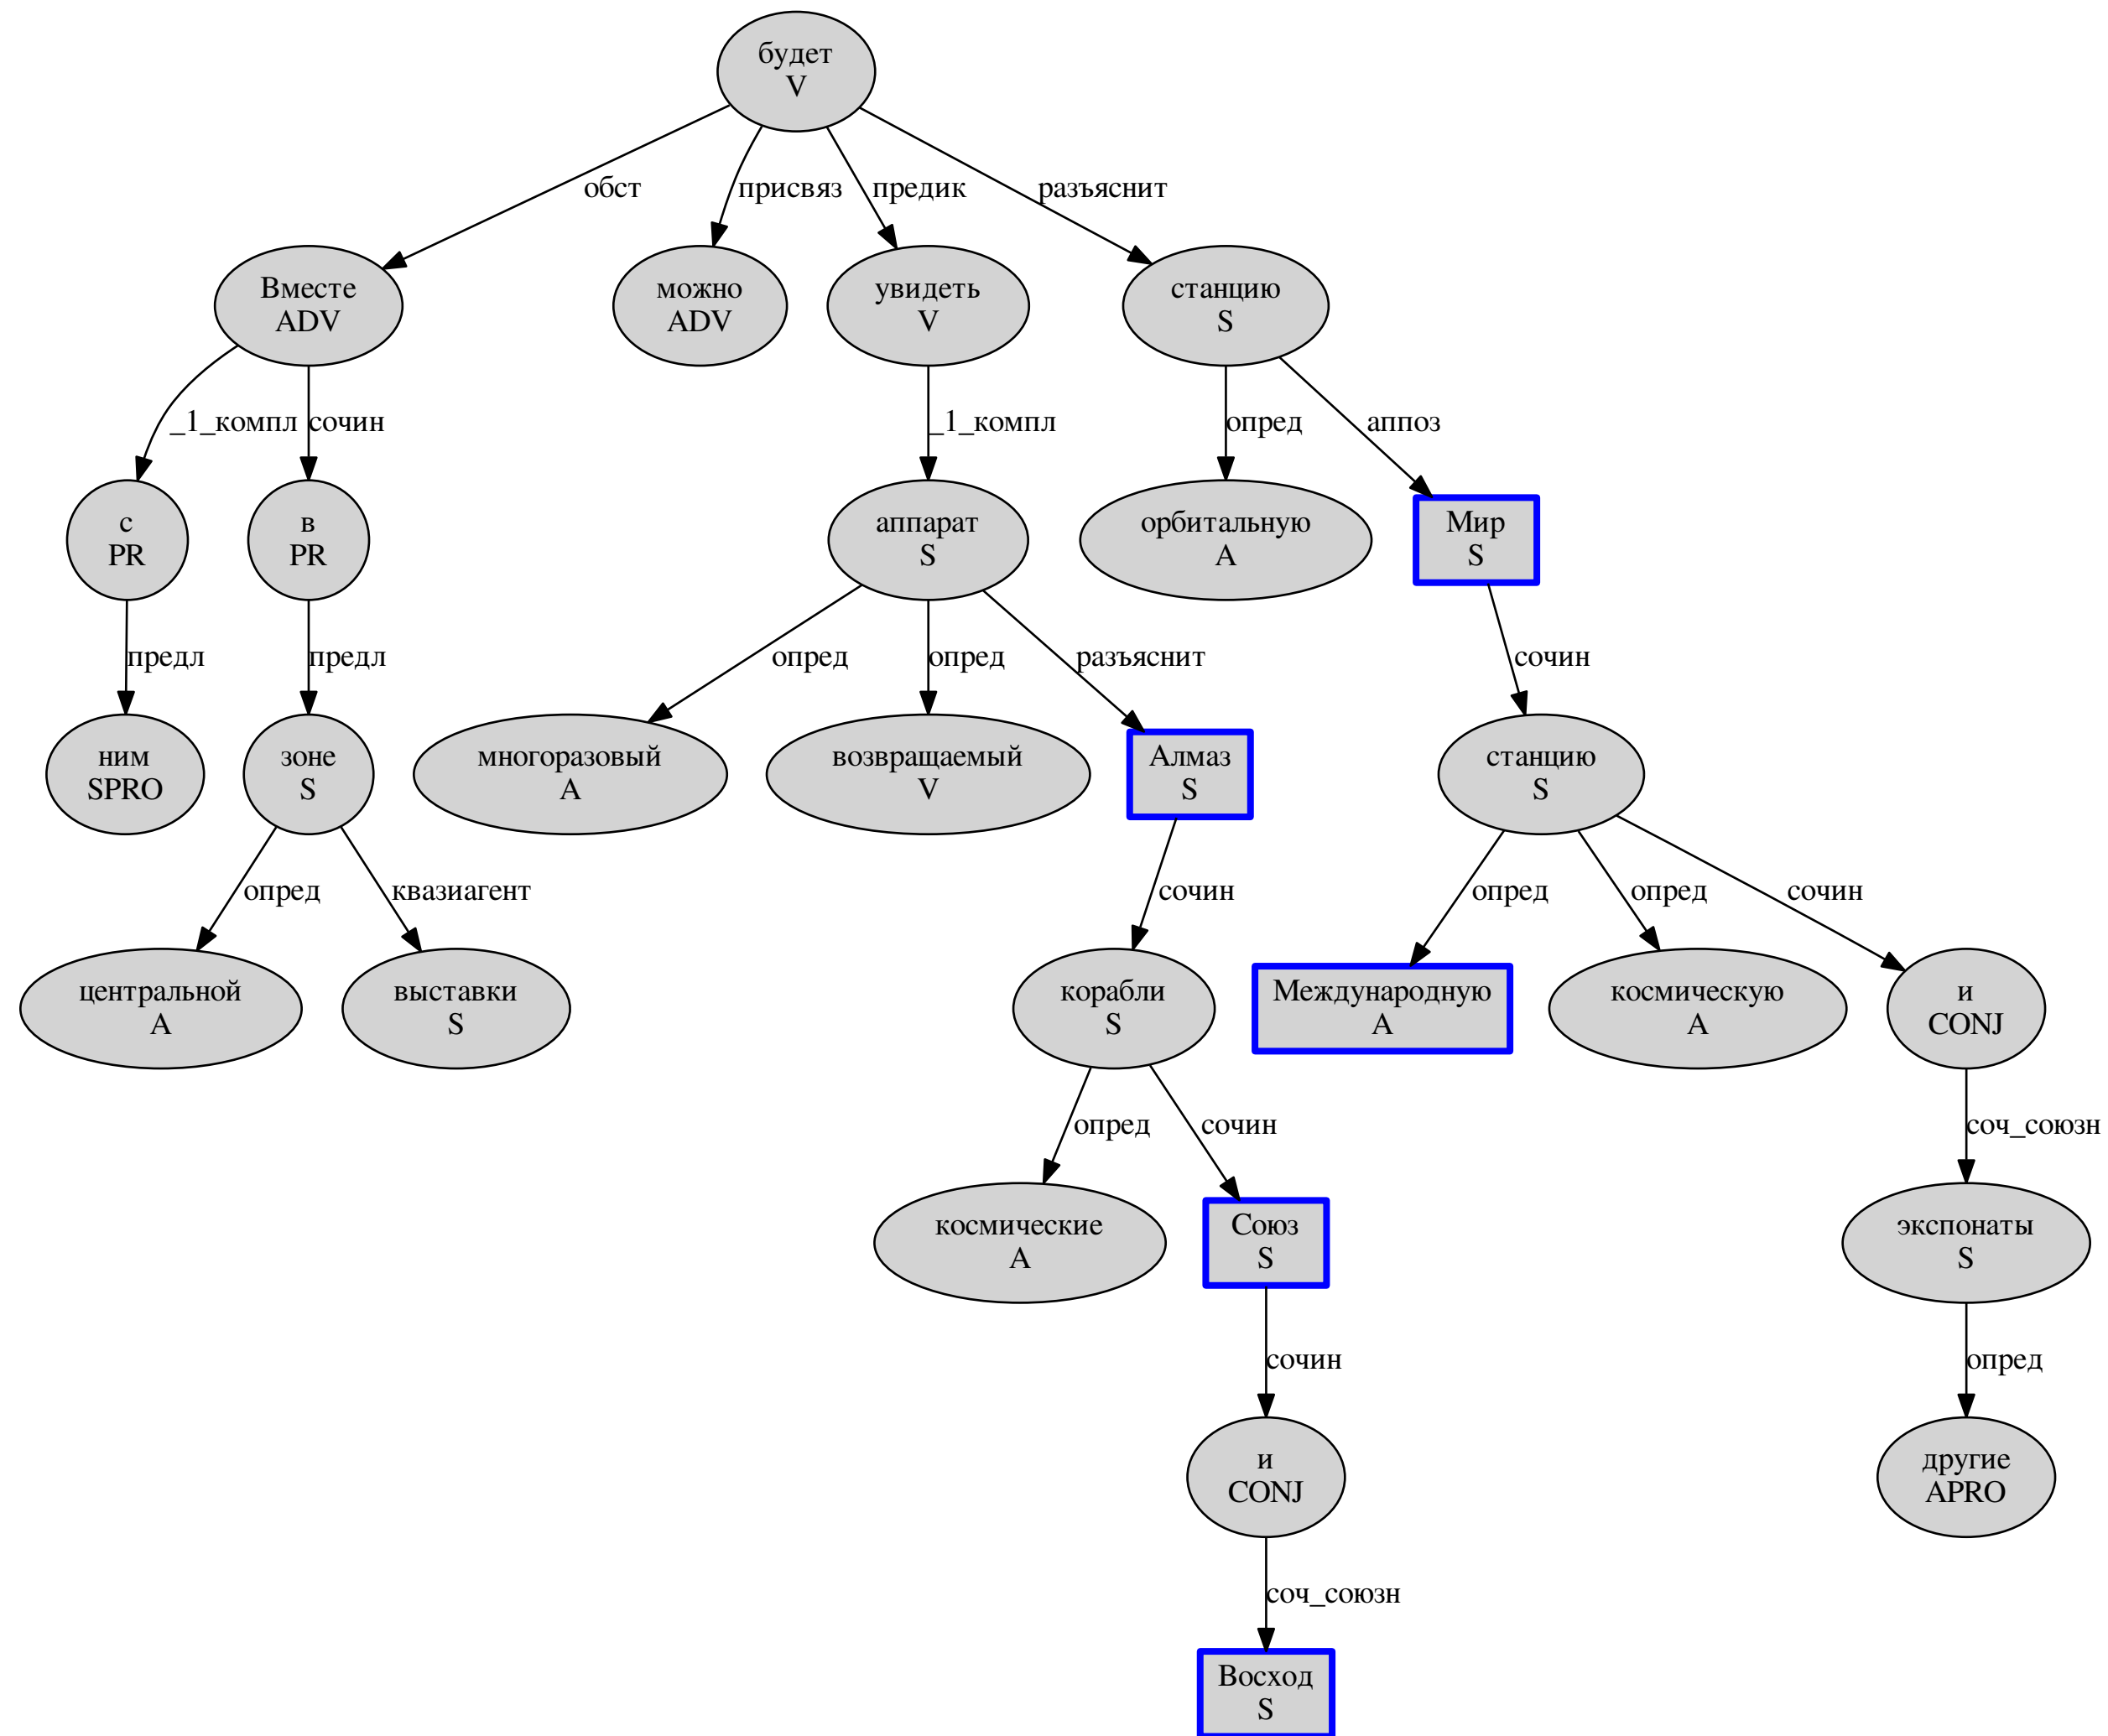 будет
V
обст
присвяз
предик
разъяснит
Вместе
ADV
можно
ADV
увидеть
V
станцию
S
_1_компл
сочин
_1_компл
опред
аппоз
с
PR
в
PR
аппарат
S
орбитальную
A
Мир
S
предл
предл
опред
опред
разъяснит
сочин
ним
SPRO
зоне
S
многоразовый
A
возвращаемый
V
Алмаз
S
станцию
S
опред
квазиагент
сочин
опред
опред
сочин
центральной
A
выставки
S
корабли
S
Международную
A
космическую
A
и
CONJ
опред
сочин
соч_союзн
космические
A
Союз
S
экспонаты
S
сочин
опред
и
CONJ
другие
APRO
соч_союзн
Восход
S